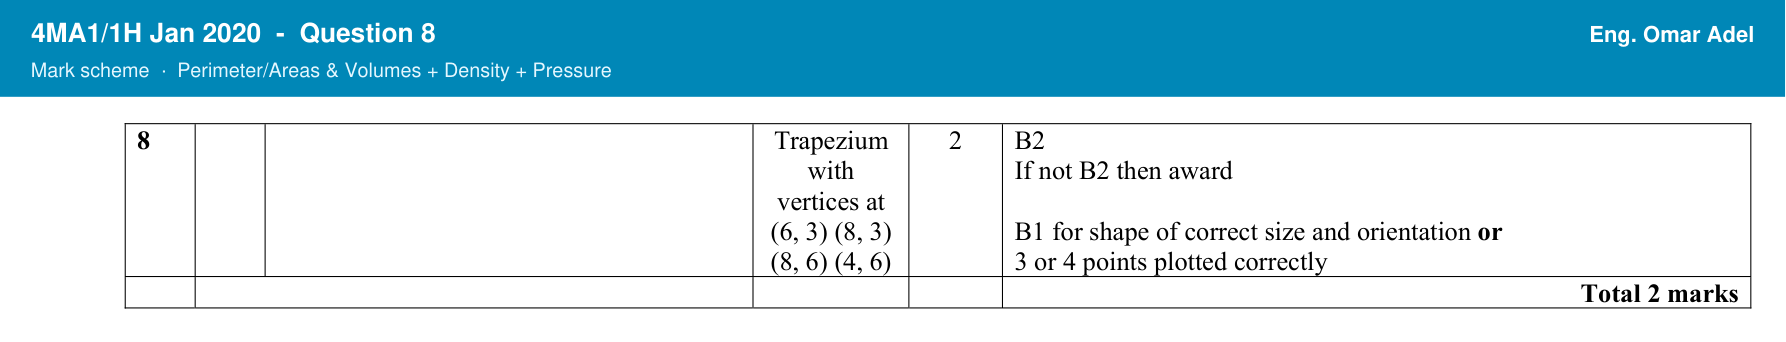 4MA1/1H Jan 2020 - Question 8
Eng. Omar Adel
Mark scheme · Perimeter/Areas & Volumes + Density + Pressure
8 Trapezium 2 B2
with If not B2 then award
vertices at
(6, 3) (8, 3) B1 for shape of correct size and orientation or
(8, 6) (4, 6) 3 or 4 points plotted correctly
Total 2 marks